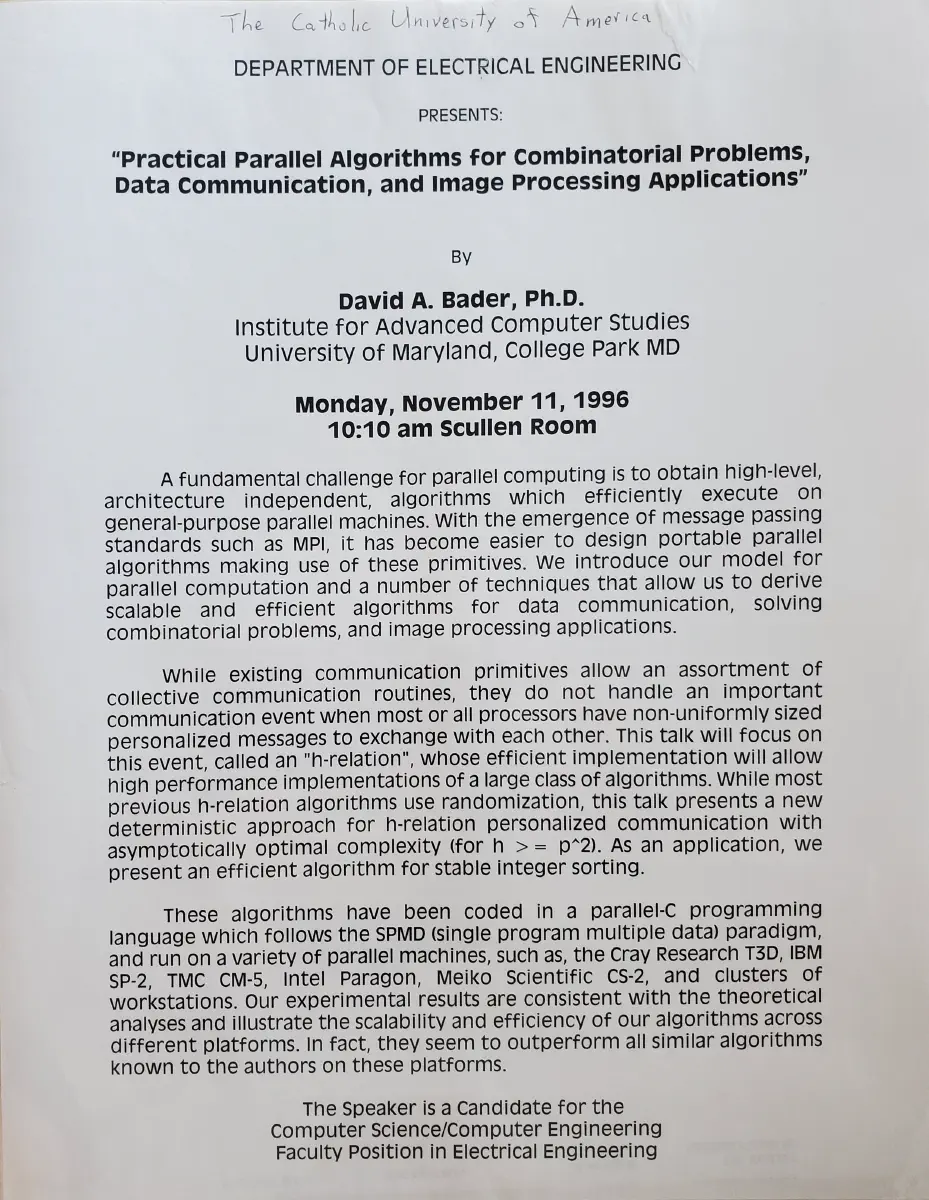 The Catholic University of America
DEPARTMENT OF ELECTRICAL ENGINEERING
PRESENTS:
"Practical Parallel Algorithms for Combinatorial Problems,
Data Communication, and Image Processing Applications"
By
David A. Bader, Ph.D.
Institute for Advanced Computer Studies
University of Maryland, College Park MD
Monday, November 11, 1996
10:10 am Scullen Room
A fundamental challenge for parallel computing is to obtain high-level,
architecture independent, algorithms which efficiently execute on
general-purpose parallel machines. With the emergence of message passing
standards such as MPI, it has become easier to design portable parallel
algorithms making use of these primitives. We introduce our model for
parallel computation and a number of techniques that allow us to derive
scalable and efficient algorithms for data communication, solving
combinatorial problems, and image processing applications.
While existing communication primitives allow an assortment of
collective communication routines, they do not handle an important
communication event when most or all processors have non-uniformly sized
personalized messages to exchange with each other. This talk will focus on
this event, called an "h-relation", whose efficient implementation will allow
high performance implementations of a large class of algorithms. While most
previous h-relation algorithms use randomization, this talk presents a new
deterministic approach for h-relation personalized communication with
asymptotically optimal complexity (for h >= p^2). As an application, we
present an efficient algorithm for stable integer sorting.
These algorithms have been coded in a parallel-C programming
language which follows the SPMD (single program multiple data) paradigm,
and run on a variety of parallel machines, such as, the Cray Research T3D, IBM
SP-2, TMC CM-5, Intel Paragon, Meiko Scientific CS-2, and clusters of
workstations. Our experimental results are consistent with the theoretical
analyses and illustrate the scalability and efficiency of our algorithms across
different platforms. In fact, they seem to outperform all similar algorithms
known to the authors on these platforms.
The Speaker is a Candidate for the
Computer Science/Computer Engineering
Faculty Position in Electrical Engineering